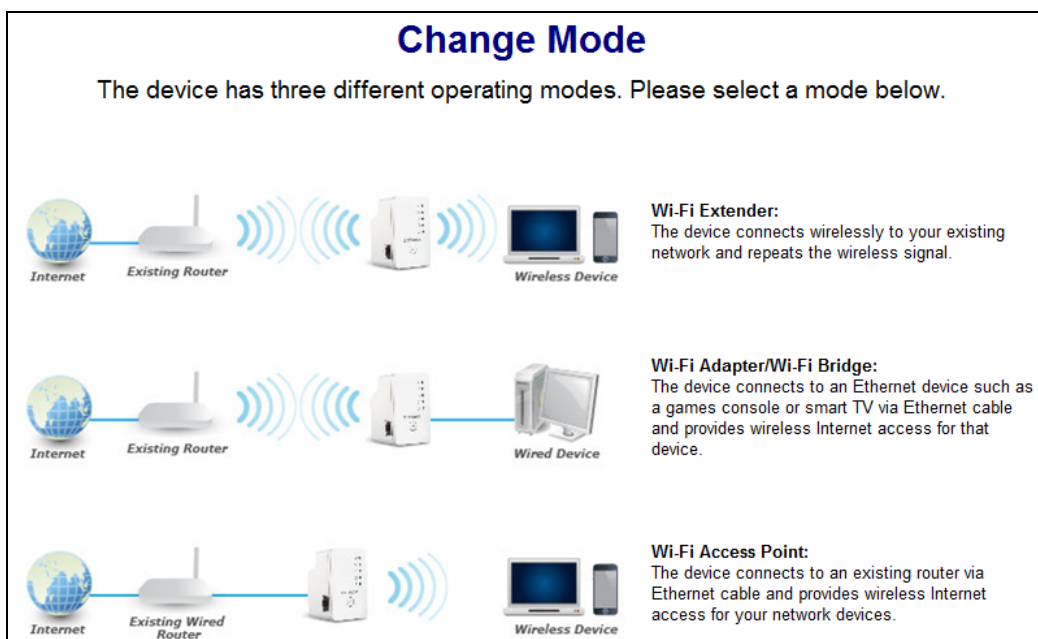 Change Mode
The device has three different operating modes. Please select a mode below.
Wi-Fi Extender:
The device connects wirelessly to your existing
network and repeats the wireless signal.
Internet
Existing Router
Wireless Device
Wi-Fi Adapter/Wi-Fi Bridge:
The device connects to an Ethernet device such as
a games console or smart TV via Ethernet cable
and provides wireless Internet access for that
device.
Internet
Existing Router
Wired Device
Wi-Fi Access Point:
The device connects to an existing router via
Ethernet cable and provides wireless Internet
access for your network devices.
Internet
Existing Wired
Router
Wireless Device